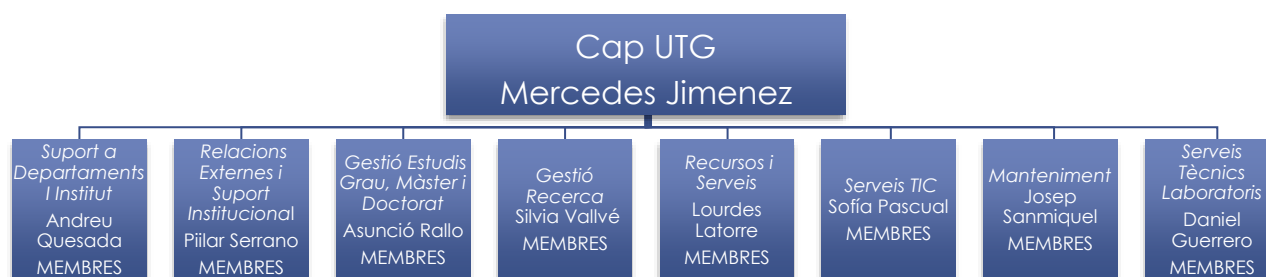 Cap UTG
Mercedes Jimenez
Suport a
Departaments
I Institut
Andreu
Quesada
MEMBRES
Relacions
Externes i
Suport
Institucional
Piilar Serrano
MEMBRES
Gestió Estudis
Grau, Màster i
Doctorat
Asunció Rallo
MEMBRES
Gestió
Recerca
Silvia Vallvé
MEMBRES
Recursos i
Serveis
Lourdes
Latorre
MEMBRES
Serveis TIC
Sofía Pascual
MEMBRES
Manteniment
Josep
Sanmiquel
MEMBRES
Serveis
Tècnics
Laboratoris
Daniel
Guerrero
MEMBRES